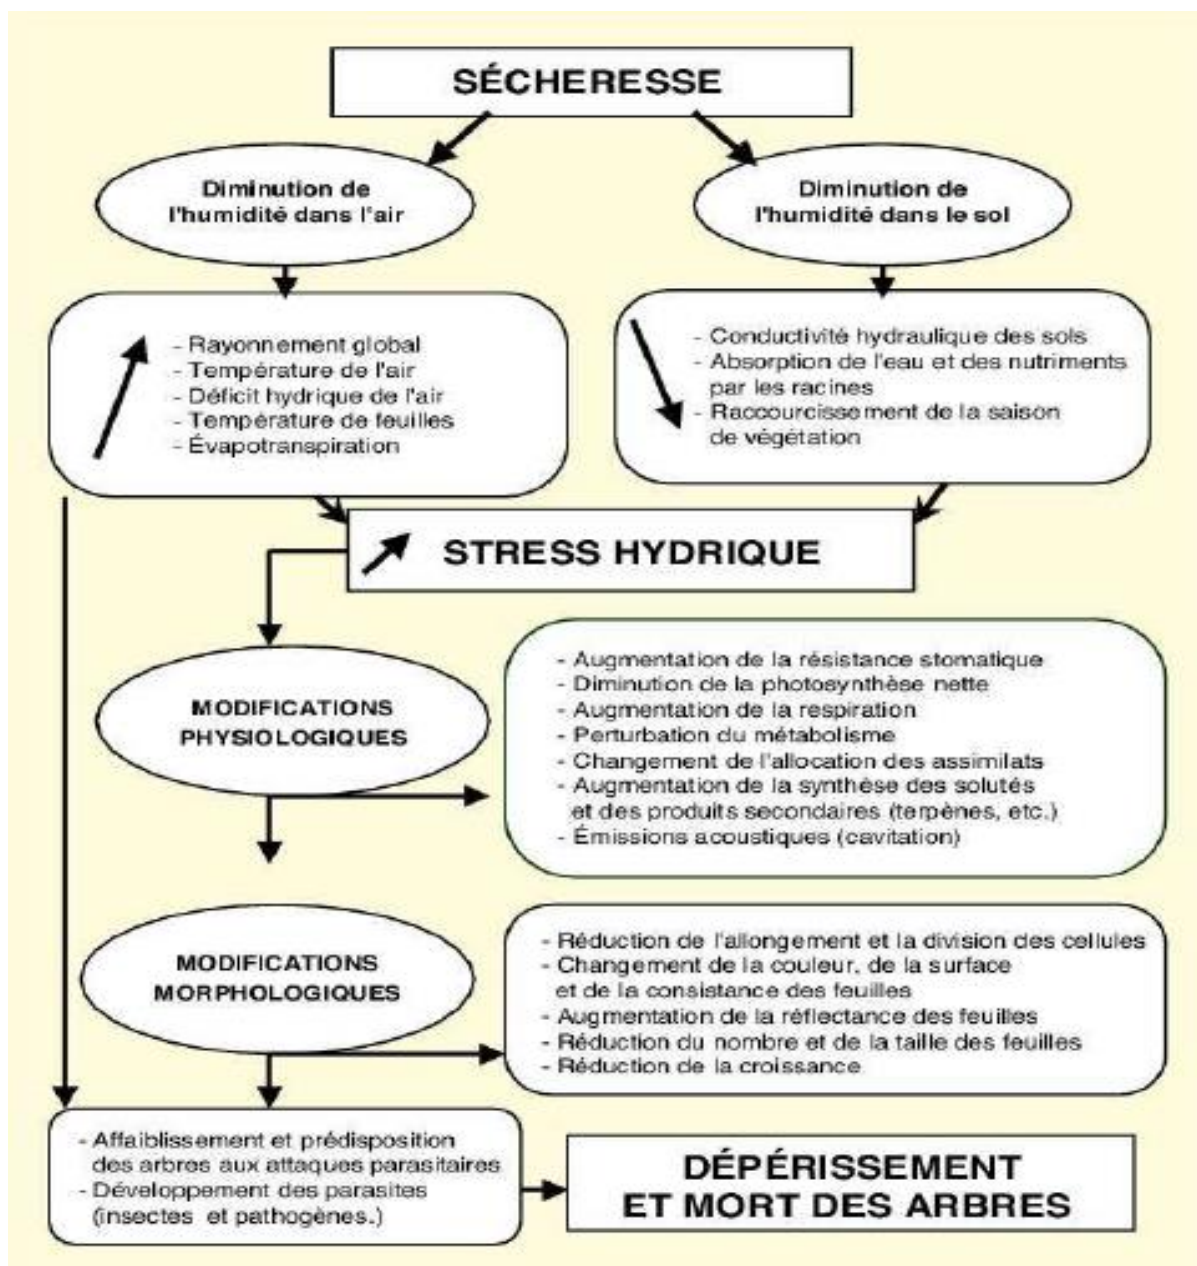 SÉCHERESSE
Diminution de
l'humidité dans l'air
Diminution de
l'humidité dans le sol
- Rayonnement global
- Température de l'air
- Déficit hydrique de l'air
- Température de feuilles
- Évapotranspiration
- Conductivité hydraulique des sols
- Absorption de l'eau et des nutriments
par les racines
- Raccourcissement de la saison
de végétation
STRESS HYDRIQUE
MODIFICATIONS
PHYSIOLOGIQUES
- Augmentation de la résistance stomatique
- Diminution de la photosynthèse nette
- Augmentation de la respiration
- Perturbation du métabolisme
- Changement de l'allocation des assimilats
- Augmentation de la synthèse des solutés
et des produits secondaires (terpènes, etc.)
- Émissions acoustiques (cavitation)
MODIFICATIONS
MORPHOLOGIQUES
- Réduction de l'allongement et la division des cellules
- Changement de la couleur, de la surface
et de la consistance des feuilles
- Augmentation de la réflectance des feuilles
- Réduction du nombre et de la taille des feuilles
- Réduction de la croissance
- Affaiblissement et prédisposition
des arbres aux attaques parasitaires
- Développement des parasites
(insectes et pathogènes.)
DÉPÉRISSEMENT
ET MORT DES ARBRES